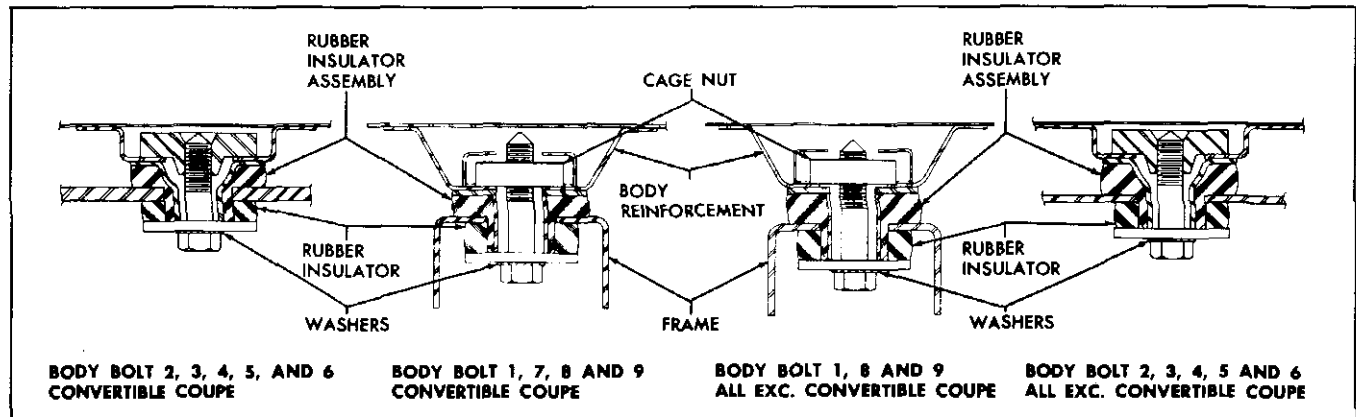 RUBBER
INSULATOR
ASSEMBLY
CAGE NUT
RUBBER
INSULATOR
ASSEMBLY
BODY
REINFORCEMENT
RUBBER
INSULATOR
RUBBER
INSULATOR
WASHERS
FRAME
WASHERS
BODY BOLT 2, 3, 4, 5, AND 6
CONVERTIBLE COUPE
BODY BOLT 1, 7, 8 AND 9
CONVERTIBLE COUPE
BODY BOLT 1, 8 AND 9
ALL EXC. CONVERTIBLE COUPE
BODY BOLT 2, 3, 4, 5 AND 6
ALL EXC. CONVERTIBLE COUPE